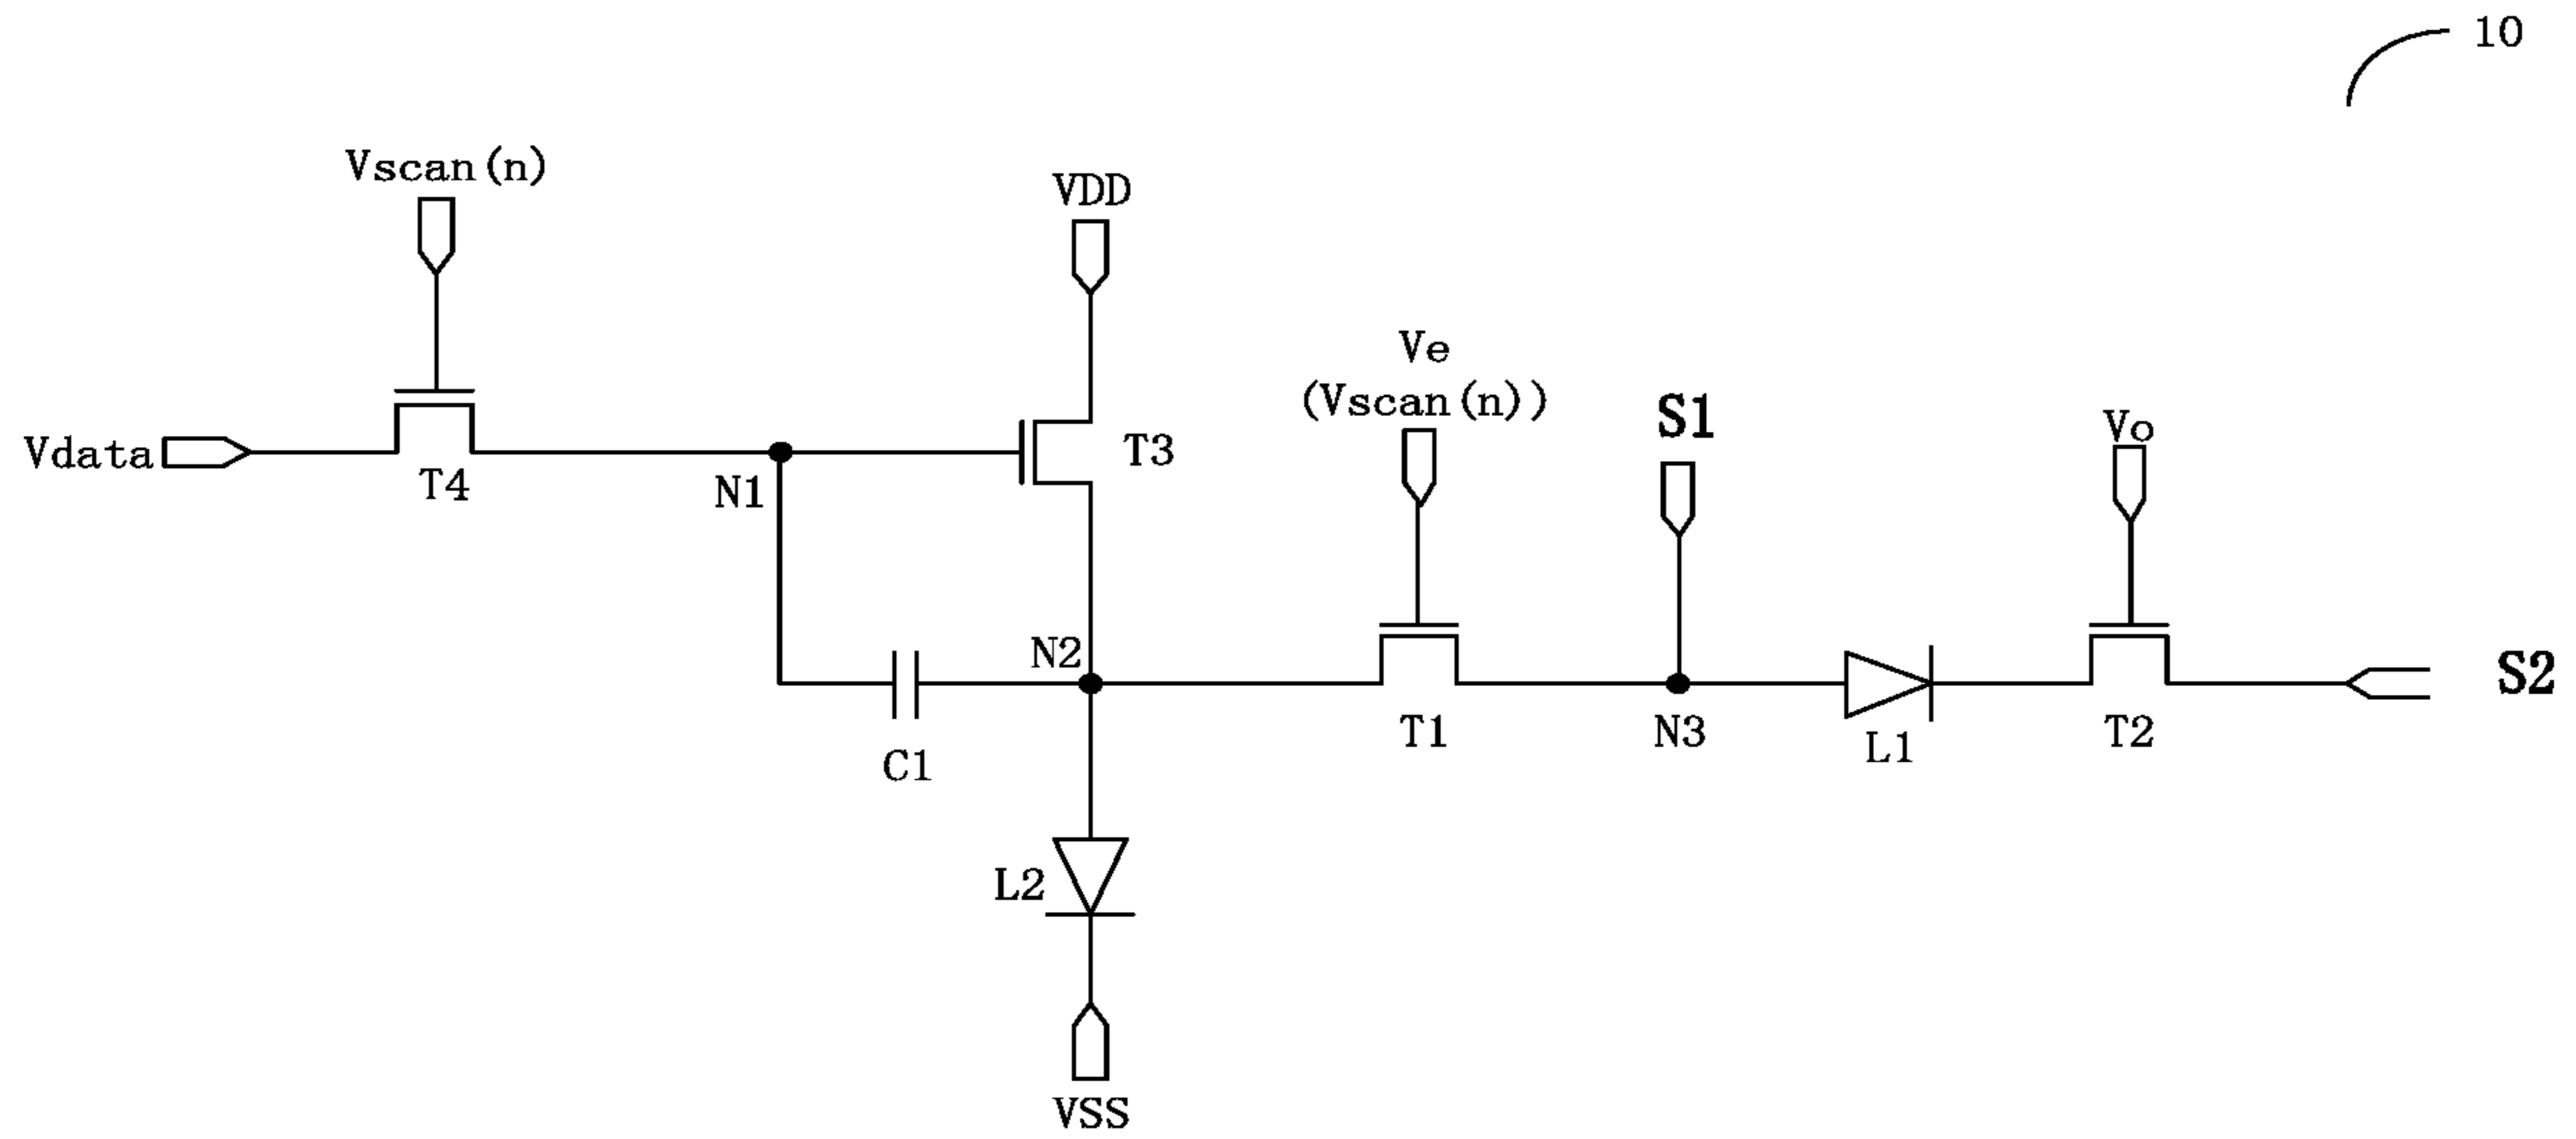 10
Vscan(n)
VDD
Ve
(Vscan(n))
S1
Vo
Vdata
T4
N1
T3
N2
C1
T1
N3
L1
T2
S2
L2
VSS